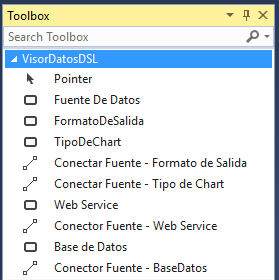 Toolbox
Search Toolbox
VisorDatosDSL
Pointer
Fuente De Datos
FormatoDeSalida
TipoDeChart
Conectar Fuente - Formato de Salida
Conectar Fuente - Tipo de Chart
Web Service
Conector Fuente - Web Service
Base de Datos
Conector Fuente - BaseDatos